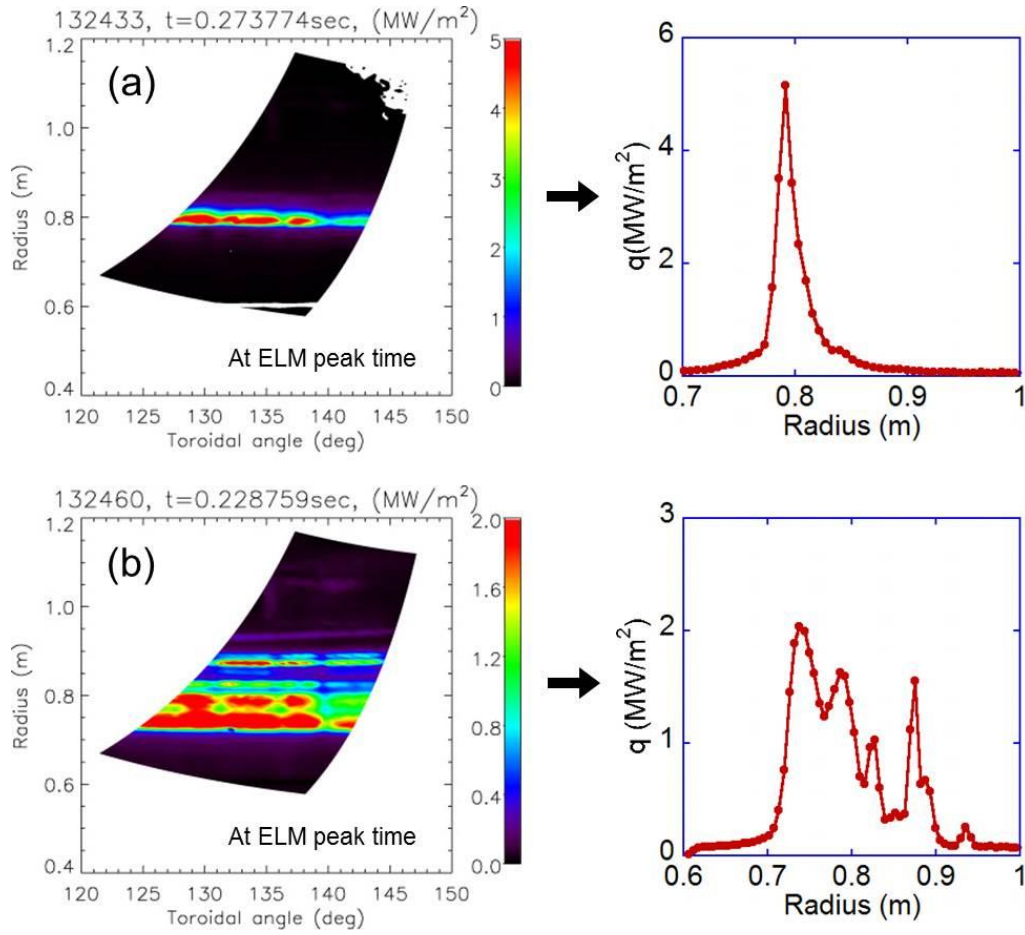 132433, t=0.273774sec, (MW/m²)
(a)
1.2
1.0
0.8
0.6
0.4
Radius (m)
At ELM peak time
120 125 130 135 140 145 150
Toroidal angle (deg)
5
4
3
2
1
0
6
4
2
0
q(MW/m²)
0.7 0.8 0.9 1
Radius (m)
132460, t=0.228759sec, (MW/m²)
(b)
1.2
1.0
0.8
0.6
0.4
Radius (m)
At ELM peak time
120 125 130 135 140 145 150
Toroidal angle (deg)
2.0
1.6
1.2
0.8
0.4
0.0
3
2
1
0
q (MW/m²)
0.6 0.7 0.8 0.9 1
Radius (m)